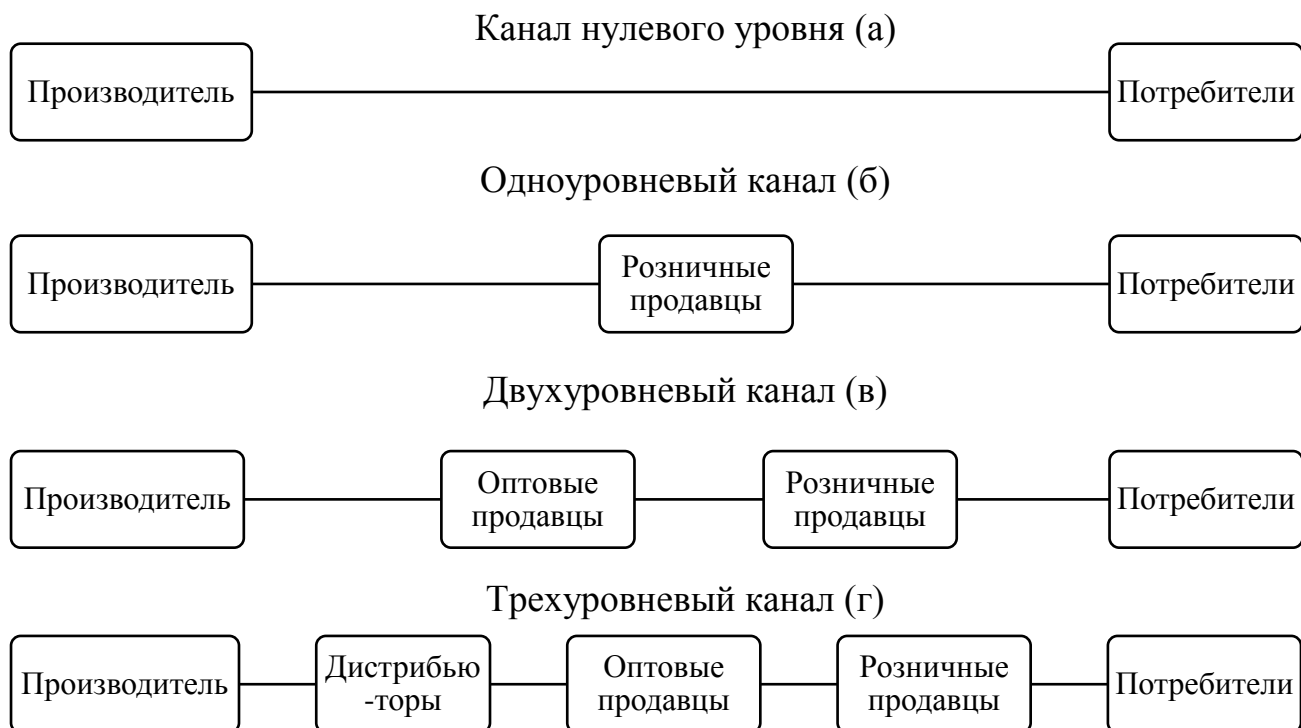 Канал нулевого уровня (а)
Производитель
Потребители
Одноуровневый канал (б)
Производитель
Розничные
продавцы
Потребители
Двухуровневый канал (в)
Производитель
Оптовые
продавцы
Розничные
продавцы
Потребители
Трехуровневый канал (г)
Производитель
Дистрибью
-торы
Оптовые
продавцы
Розничные
продавцы
Потребители